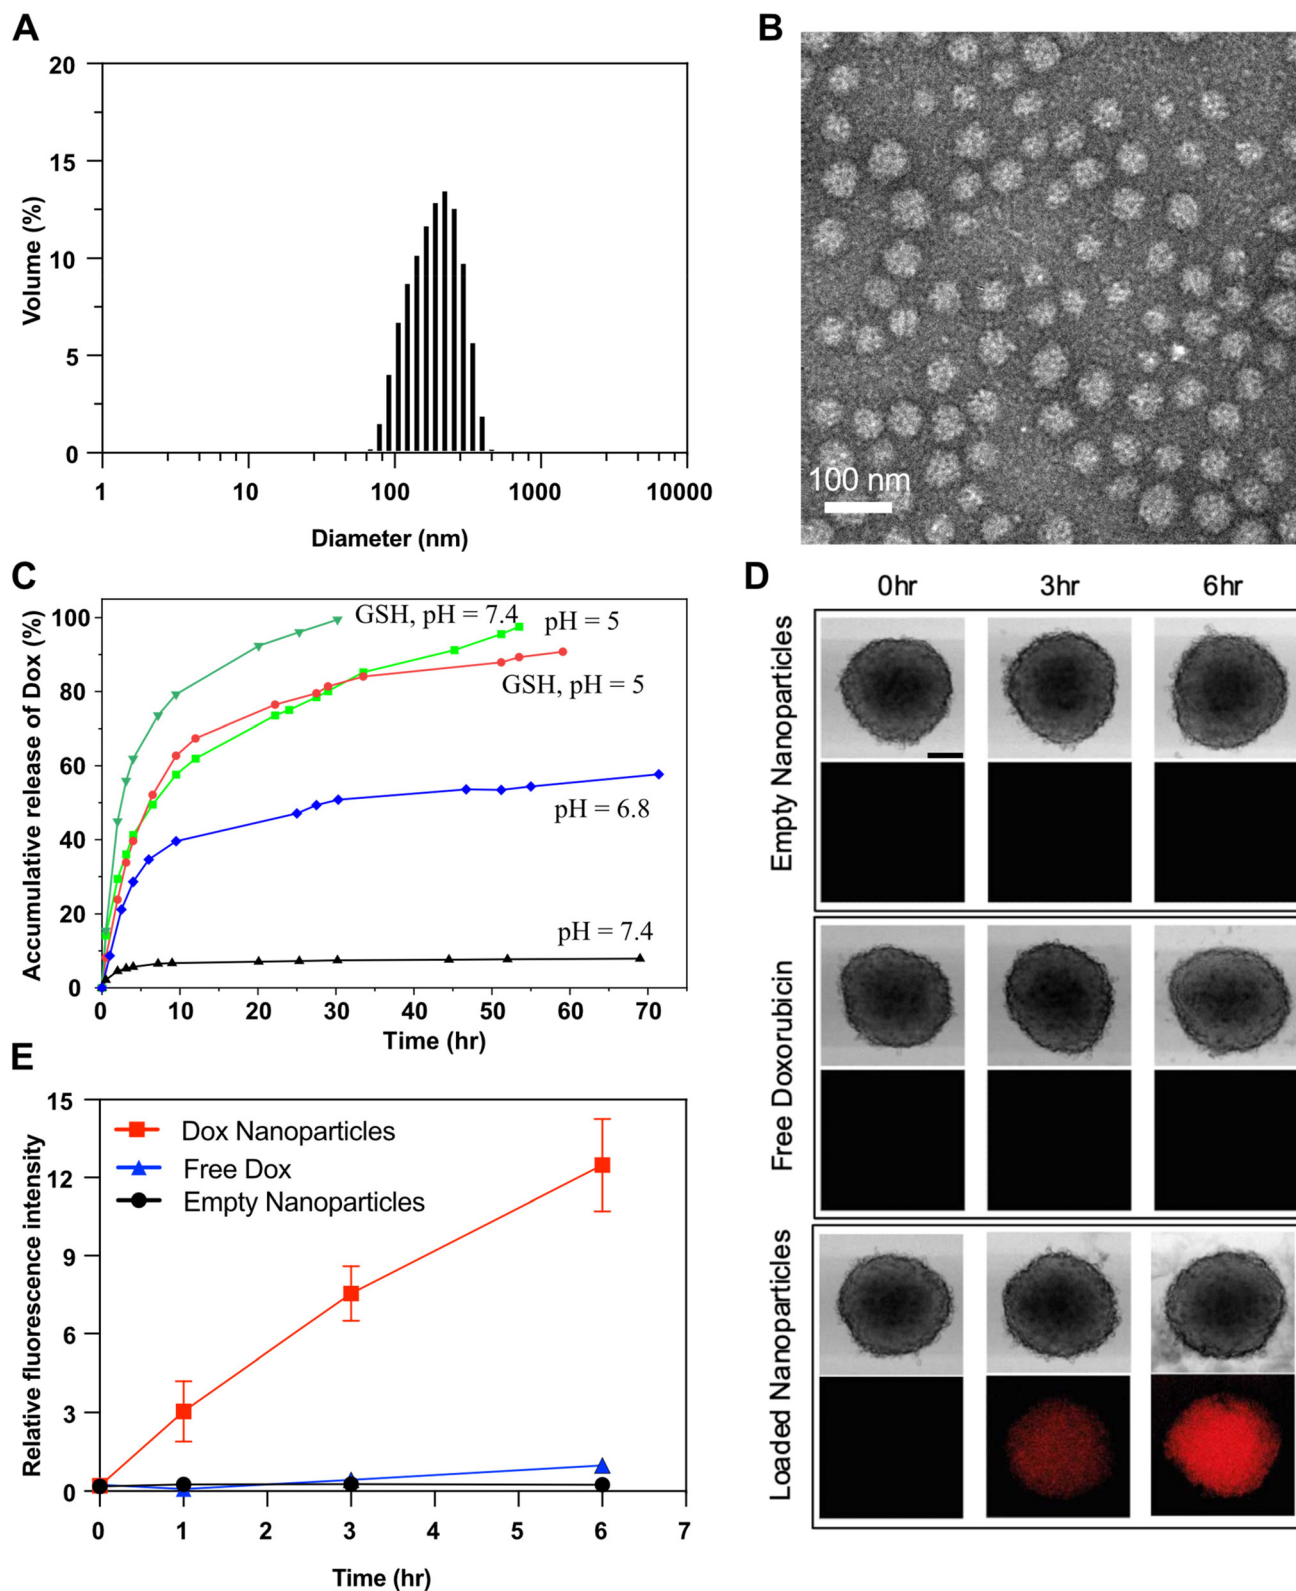 A
20
15
10
5
0
Volume (%)
1 10 100 1000 10000
Diameter (nm)
B
100 nm
C
100
80
60
40
20
0
Accumulative release of Dox (%)
GSH, pH = 7.4
pH = 5
GSH, pH = 5
pH = 6.8
pH = 7.4
0 10 20 30 40 50 60 70
Time (hr)
D
0hr 3hr 6hr
Empty Nanoparticles
Free Doxorubicin
Loaded Nanoparticles
E
15
12
9
6
3
0
Relative fluorescence intensity
Dox Nanoparticles
Free Dox
Empty Nanoparticles
0 1 2 3 4 5 6 7
Time (hr)